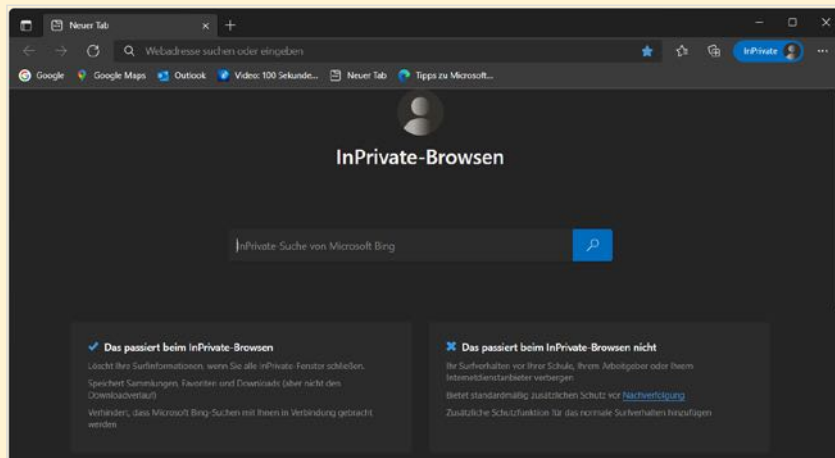 Neuer Tab
Webadresse suchen oder eingeben
InPrivate
Google Google Maps Outlook Video: 100 Sekunde... Neuer Tab Tipps zu Microsoft...
InPrivate-Browsen
InPrivate-Suche von Microsoft Bing
Das passiert beim InPrivate-Browsen
Löscht Ihre Surfinformationen, wenn Sie alle InPrivate-Fenster schließen.
Speichert Sammlungen, Favoriten und Downloads (aber nicht den
Downloadverlauf)
Verhindert, dass Microsoft Bing-Suchen mit Ihnen in Verbindung gebracht
werden
Das passiert beim InPrivate-Browsen nicht
Ihr Surfverhalten vor Ihrer Schule, Ihrem Arbeitgeber oder Ihrem
Internetdienstanbieter verbergen
Bietet standardmäßig zusätzlichen Schutz vor Nachverfolgung
Zusätzliche Schutzfunktion für das normale Surfverhalten hinzufügen